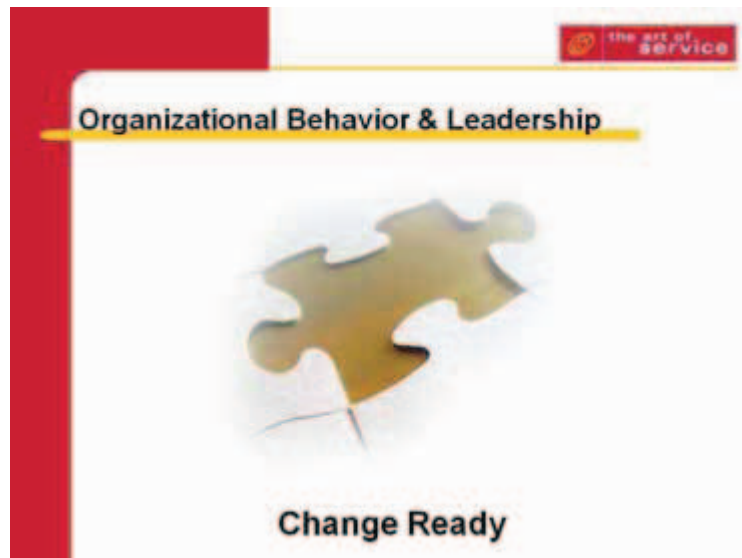 the art of
service
Organizational Behavior & Leadership
Change Ready